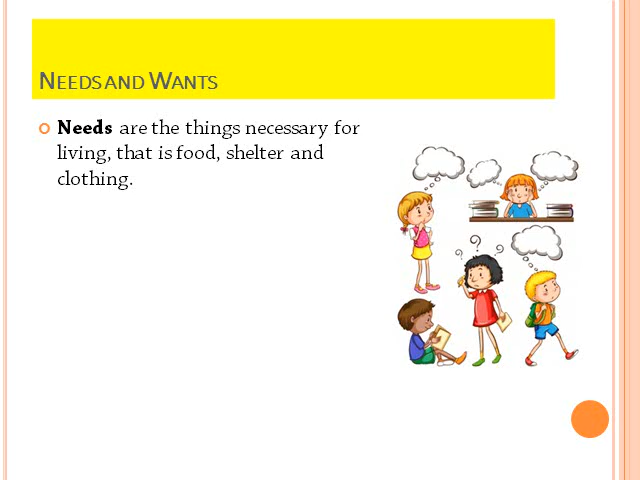 NEEDS AND WANTS
Needs are the things necessary for
living, that is food, shelter and
clothing.
? ? ?